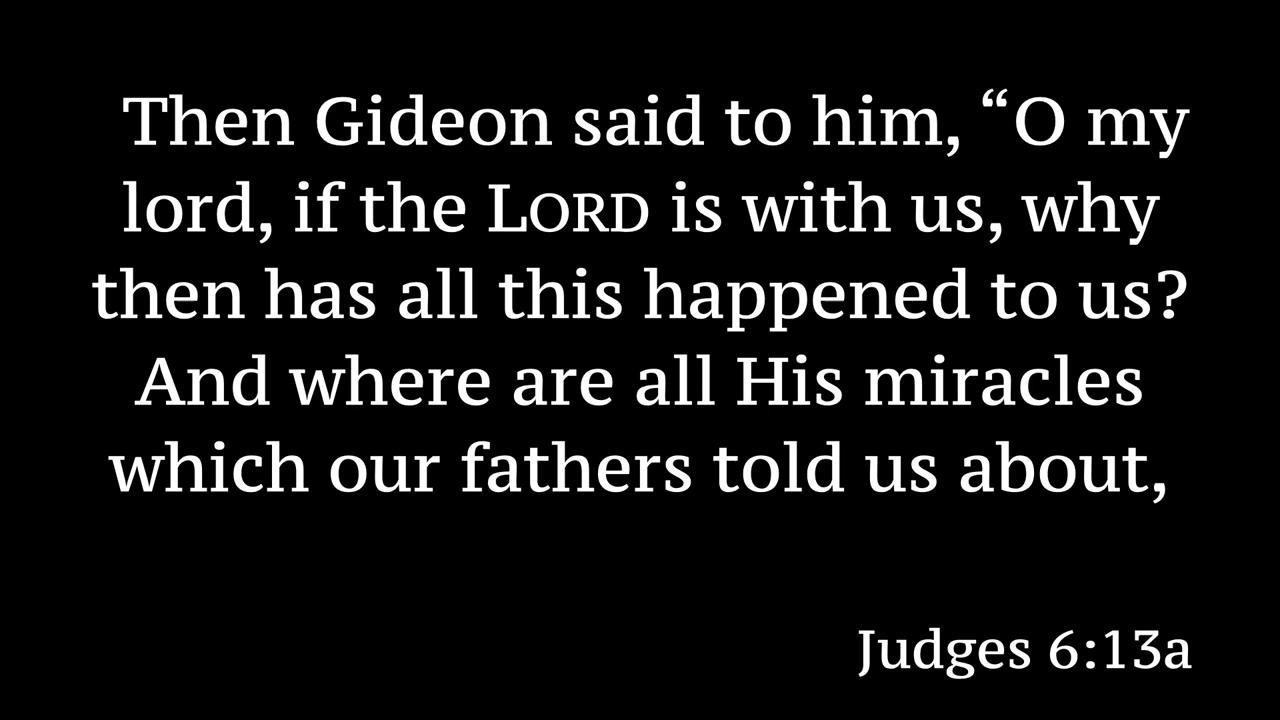 Then Gideon said to him, “O my
lord, if the LORD is with us, why
then has all this happened to us?
And where are all His miracles
which our fathers told us about,
Judges 6:13a